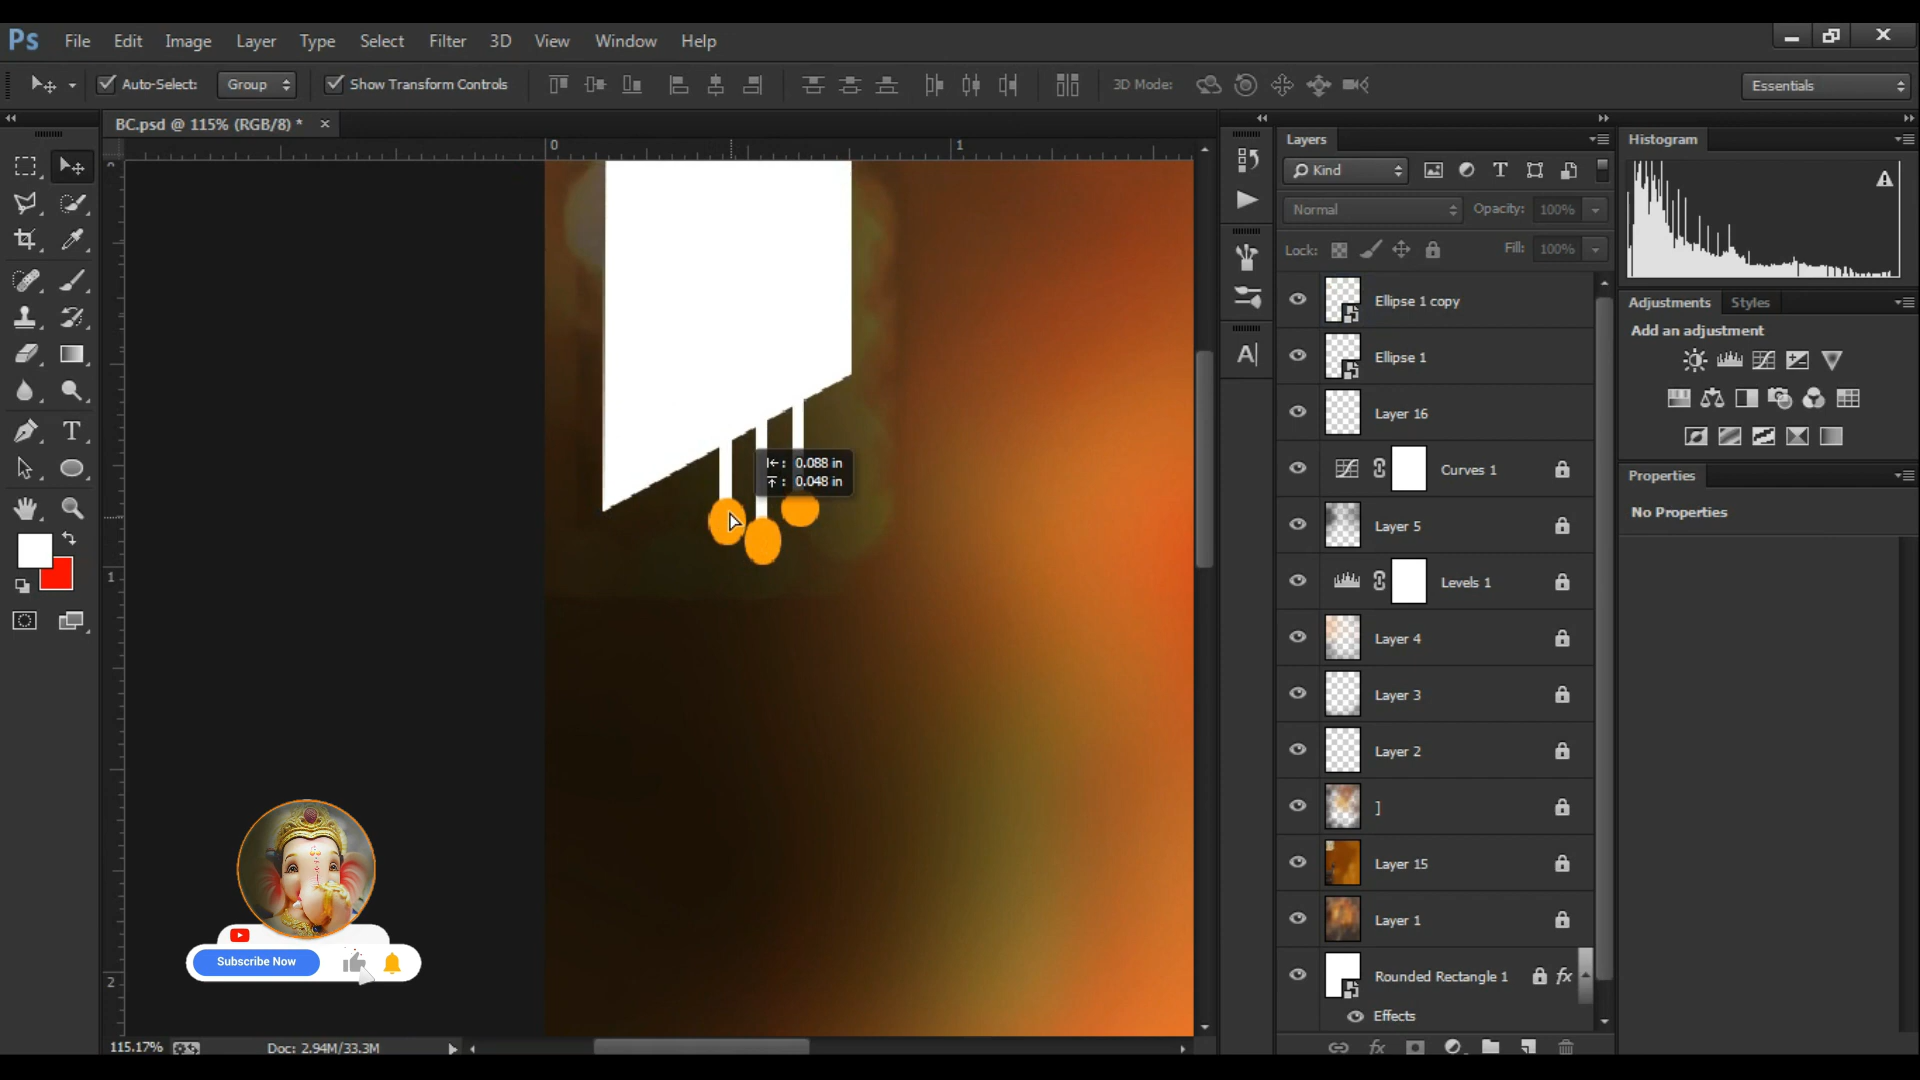 Ps File Edit Image Layer Type Select Filter 3D View Window Help
Auto-Select: Group Show Transform Controls 3D Mode: Essentials
BC.psd @ 115% (RGB/8) * ×
0 1
1
2
0.088 in
0.048 in
Subscribe Now
115.17% Doc: 2.94M/33.3M
Layers
Kind
Normal Opacity: 100%
Lock: Fill: 100%
Ellipse 1 copy
Ellipse 1
Layer 16
Curves 1
Layer 5
Levels 1
Layer 4
Layer 3
Layer 2
]
Layer 15
Layer 1
Rounded Rectangle 1 fx
Effects
fx
Histogram
Adjustments Styles
Add an adjustment
Properties
No Properties